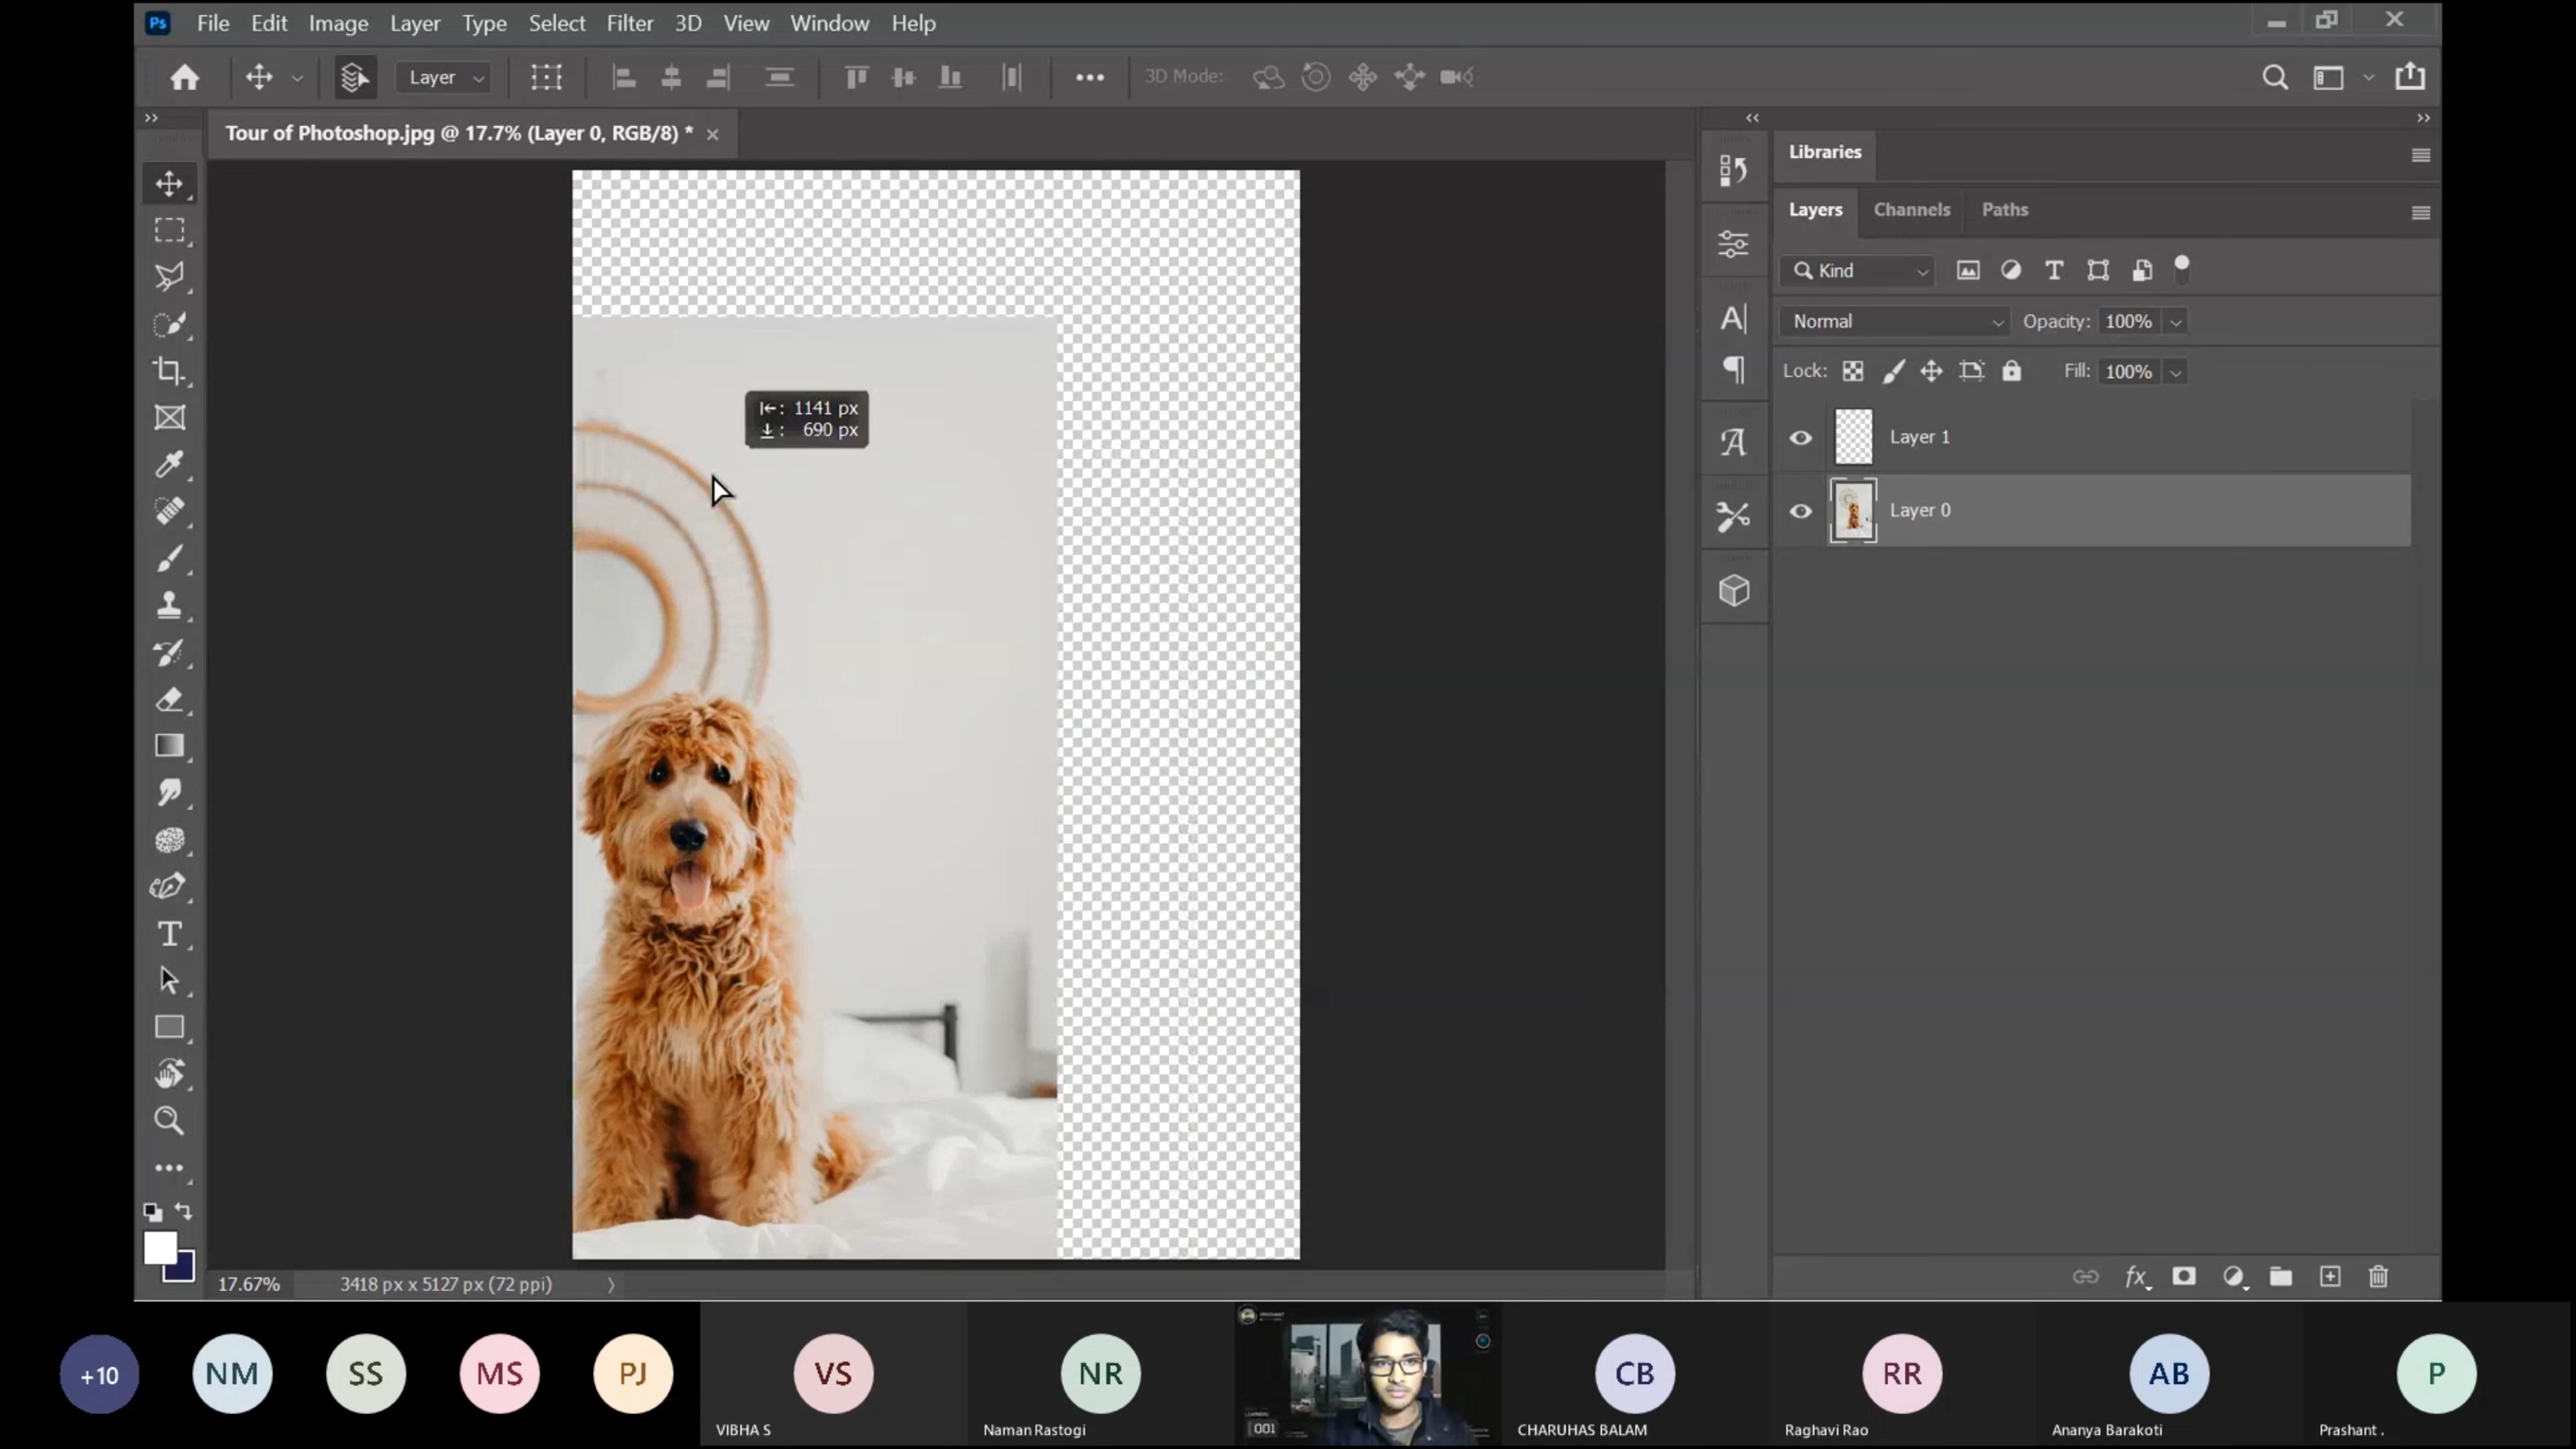 Ps File Edit Image Layer Type Select Filter 3D View Window Help
Layer 3D Mode:
Tour of Photoshop.jpg @ 17.7% (Layer 0, RGB/8) * ×
Libraries
Layers Channels Paths
Kind
Normal Opacity: 100%
Lock: Fill: 100%
Layer 1
Layer 0
1141 px
690 px
17.67% 3418 px x 5127 px (72 ppi)
fx
+10 NM SS MS PJ VS NR CB RR AB P
001
VIBHA S Naman Rastogi CHARUHAS BALAM Raghavi Rao Ananya Barakoti Prashant .